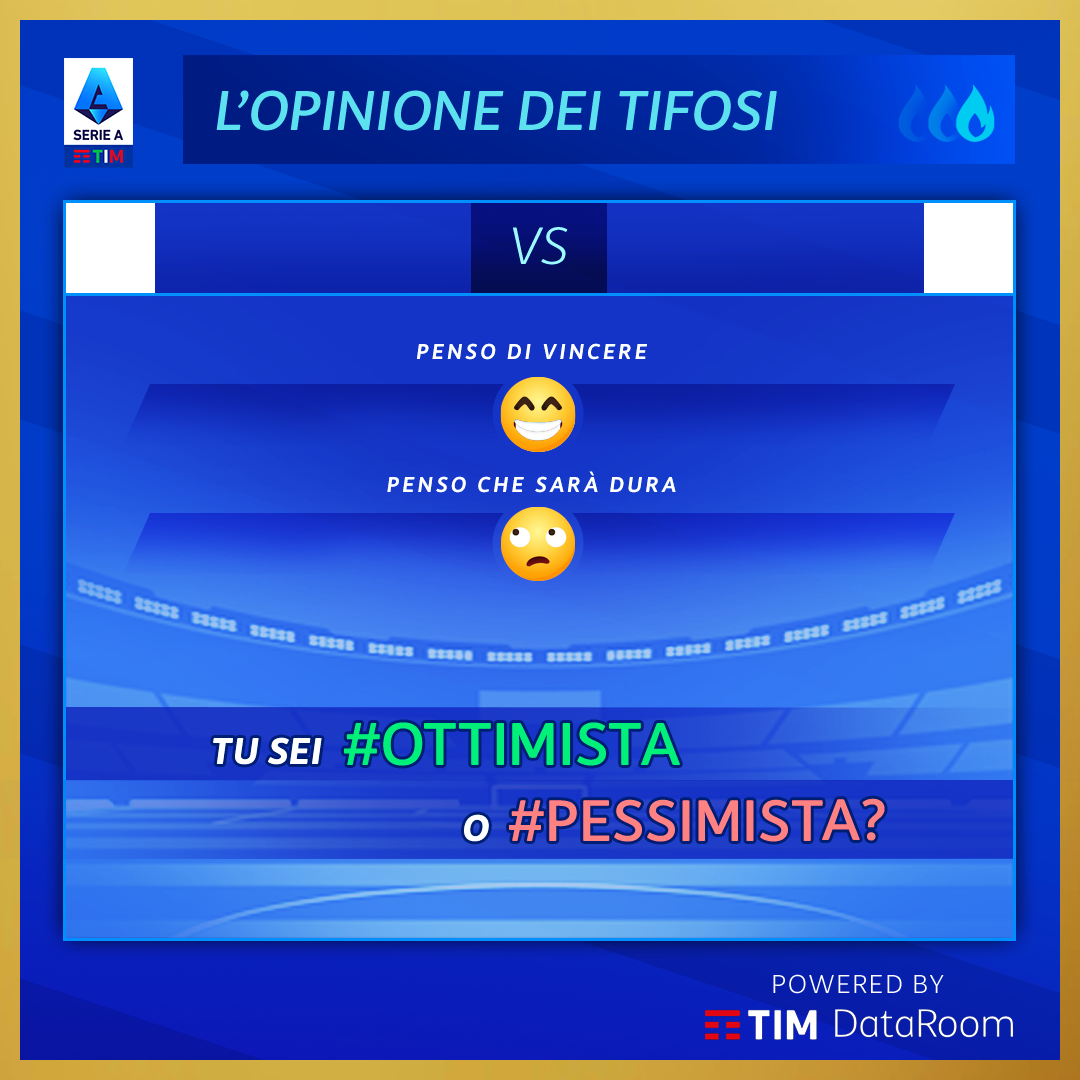 L'OPINIONE DEI TIFOSI
SERIE A
TIM
VS
PENSO DI VINCERE
PENSO CHE SARÀ DURA
TU SEI #OTTIMISTA
o #PESSIMISTA?
POWERED BY
TIM DataRoom